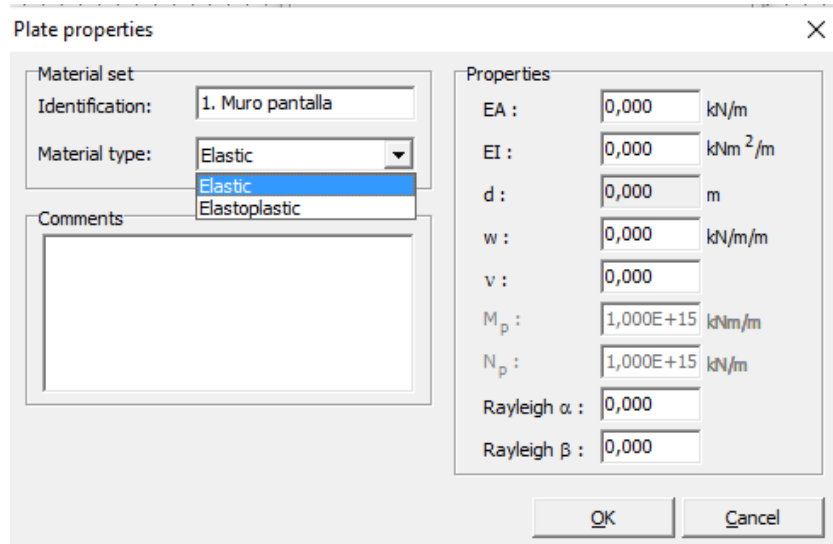 Plate properties
Material set
Identification: 1. Muro pantalla
Material type: Elastic
Elastic
Elastoplastic
Comments
Properties
EA : 0,000 kN/m
EI : 0,000 kNm²/m
d : 0,000 m
w : 0,000 kN/m/m
ν : 0,000
Mp : 1,000E+15 kNm/m
Np : 1,000E+15 kN/m
Rayleigh α : 0,000
Rayleigh β : 0,000
OK Cancel